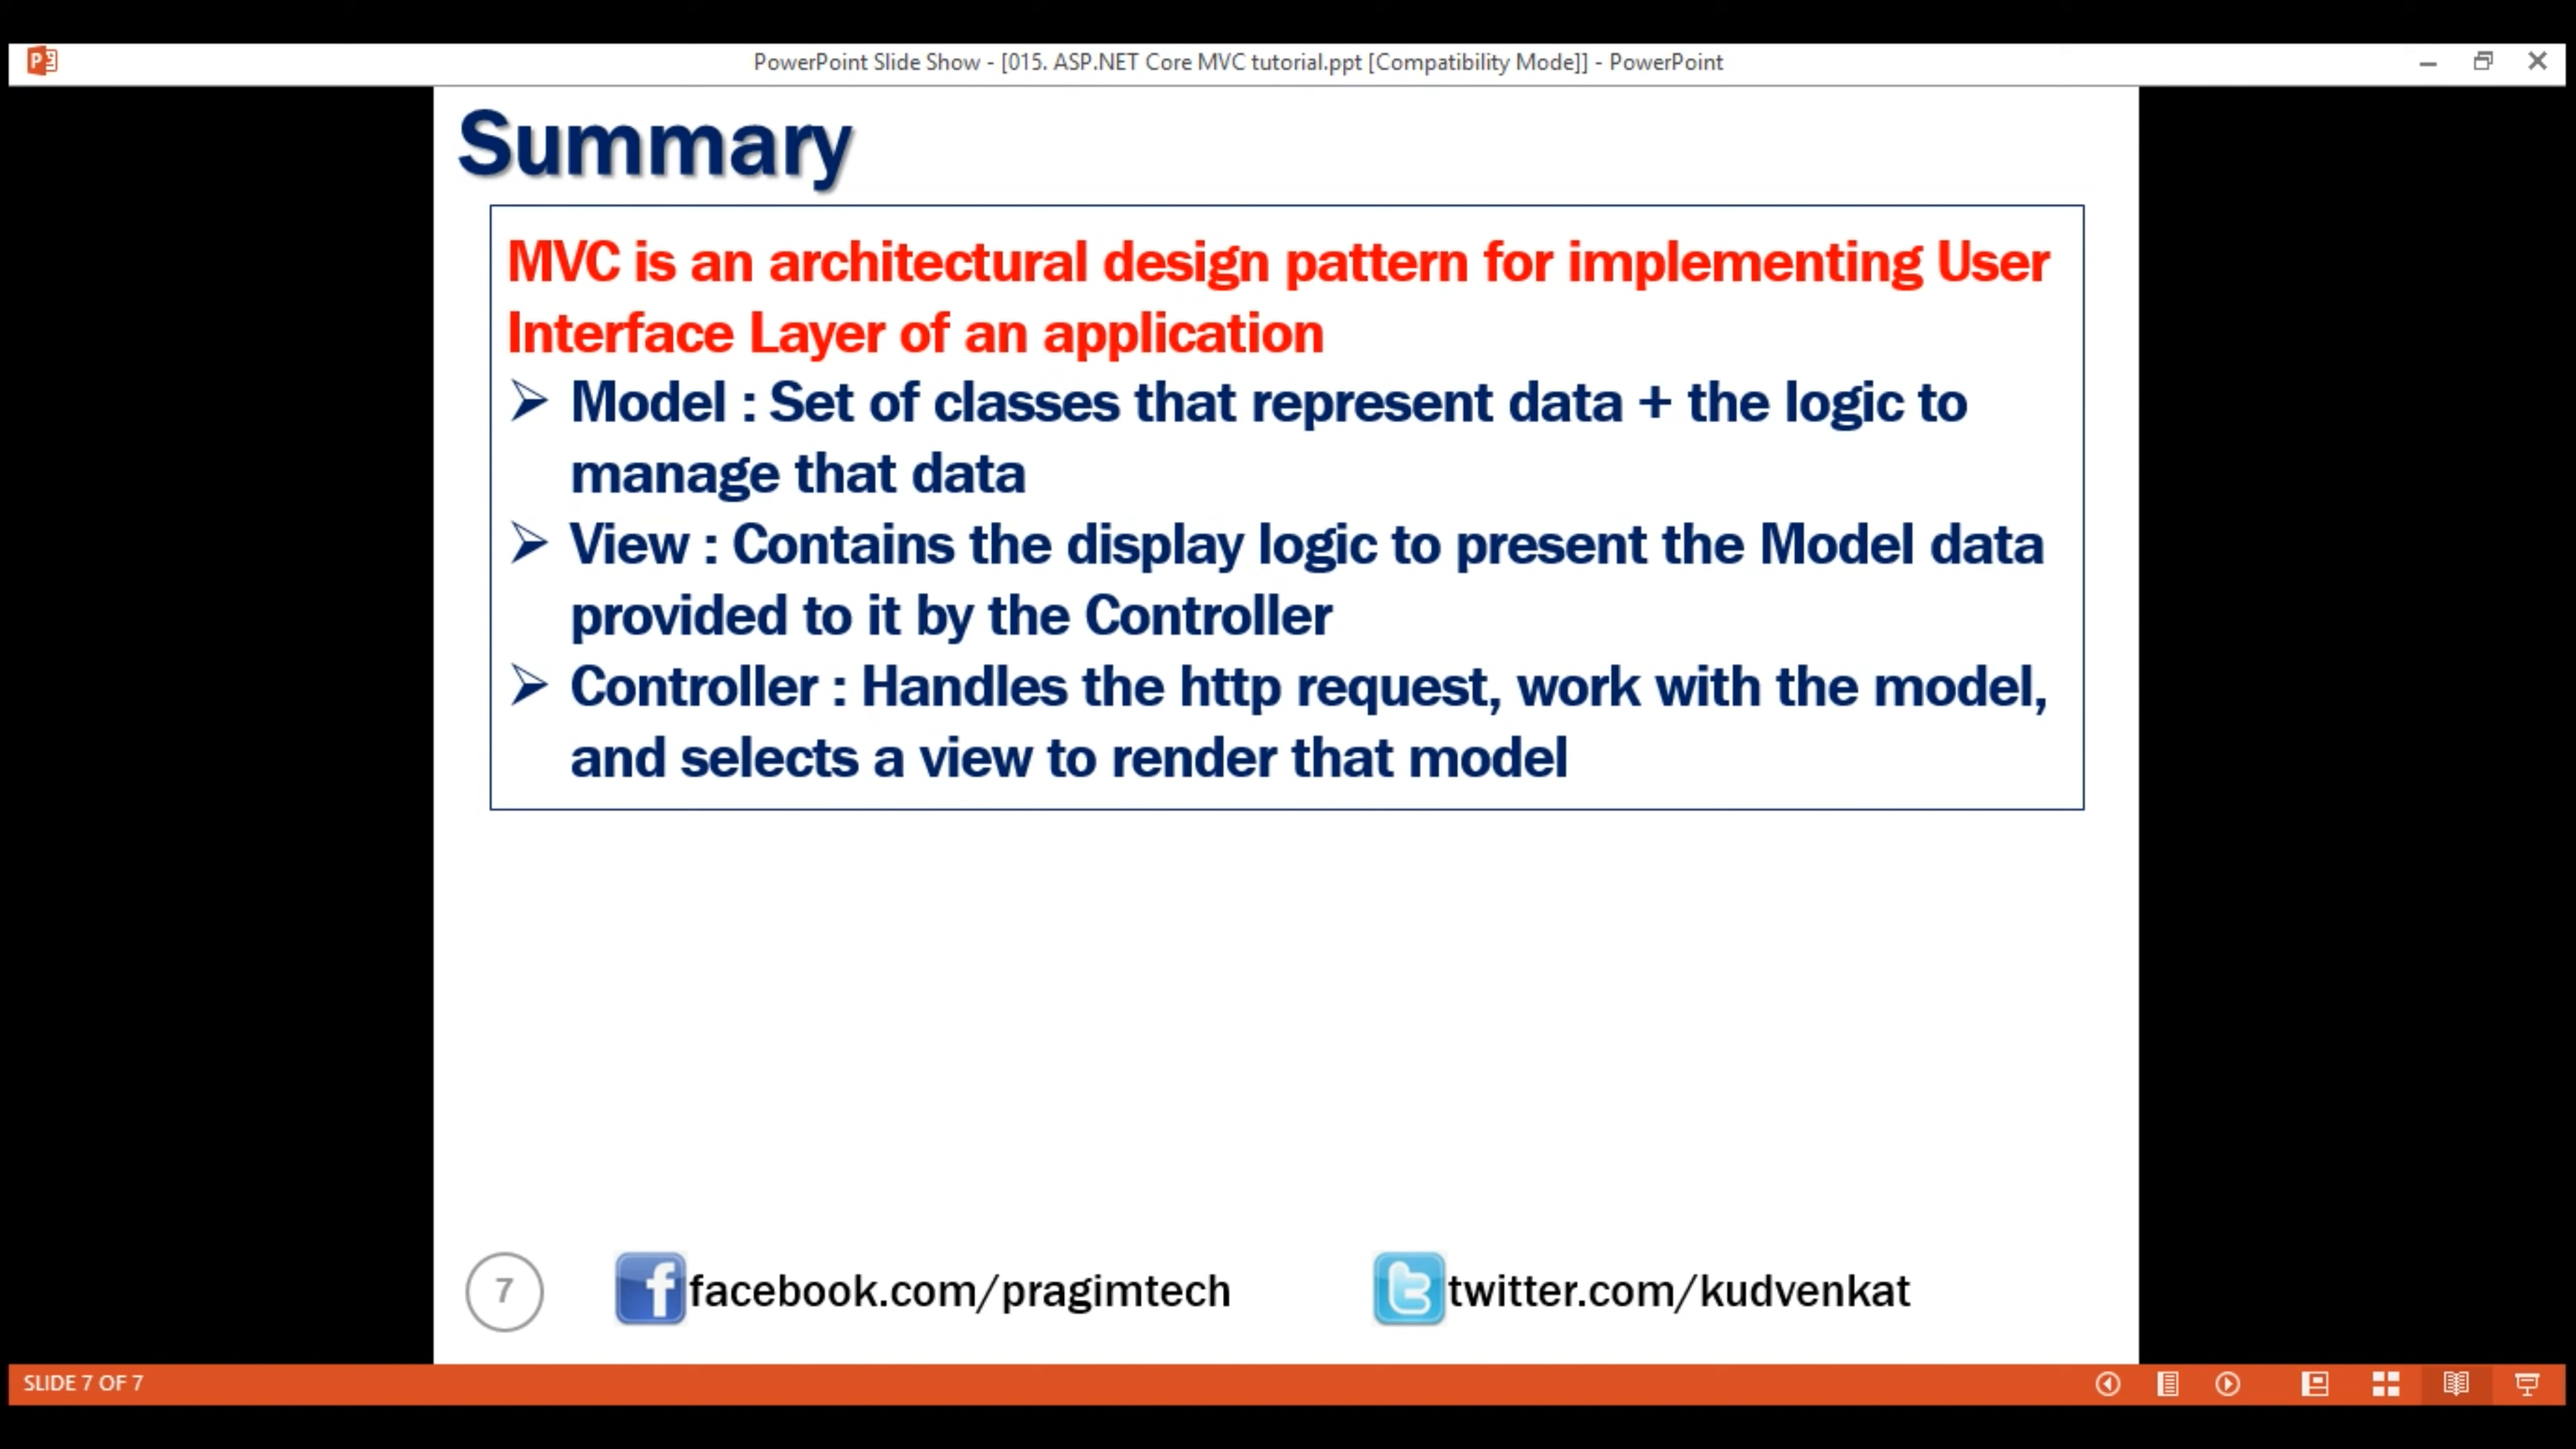 PowerPoint Slide Show - [015. ASP.NET Core MVC tutorial.ppt [Compatibility Mode]] - PowerPoint
Summary
MVC is an architectural design pattern for implementing User
Interface Layer of an application
Model : Set of classes that represent data + the logic to
manage that data
View : Contains the display logic to present the Model data
provided to it by the Controller
Controller : Handles the http request, work with the model,
and selects a view to render that model
7
facebook.com/pragimtech
twitter.com/kudvenkat
SLIDE 7 OF 7